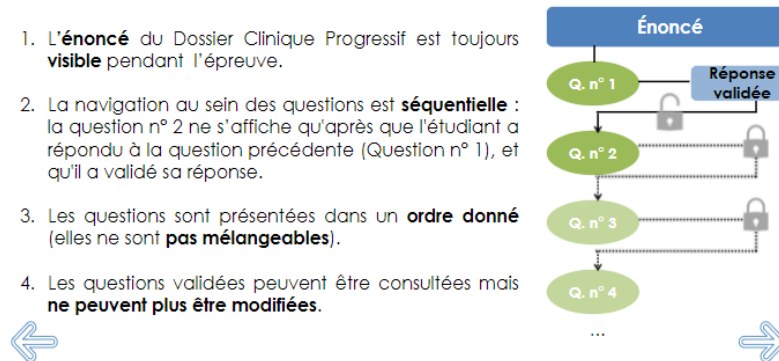 1. L'énoncé du Dossier Clinique Progressif est toujours
visible pendant l'épreuve.
2. La navigation au sein des questions est séquentielle :
la question n° 2 ne s'affiche qu'après que l'étudiant a
répondu à la question précédente (Question n° 1), et
qu'il a validé sa réponse.
3. Les questions sont présentées dans un ordre donné
(elles ne sont pas mélangeables).
4. Les questions validées peuvent être consultées mais
ne peuvent plus être modifiées.
Énoncé
Q. n° 1
Réponse
validée
Q. n° 2
Q. n° 3
Q. n° 4
...